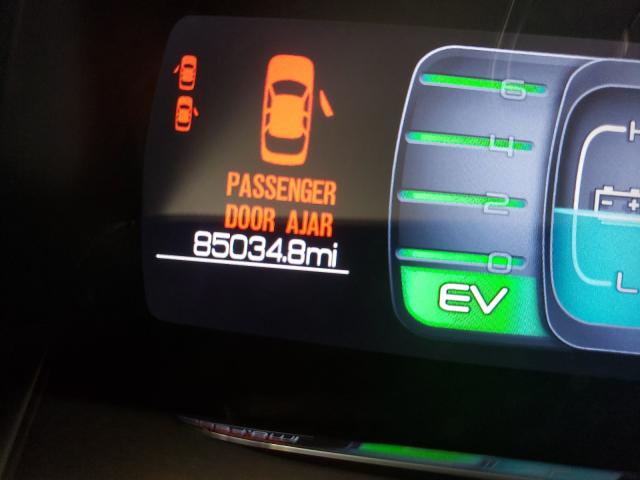 PASSENGER
DOOR AJAR
85034.8mi
6
4
2
0
EV
H
L